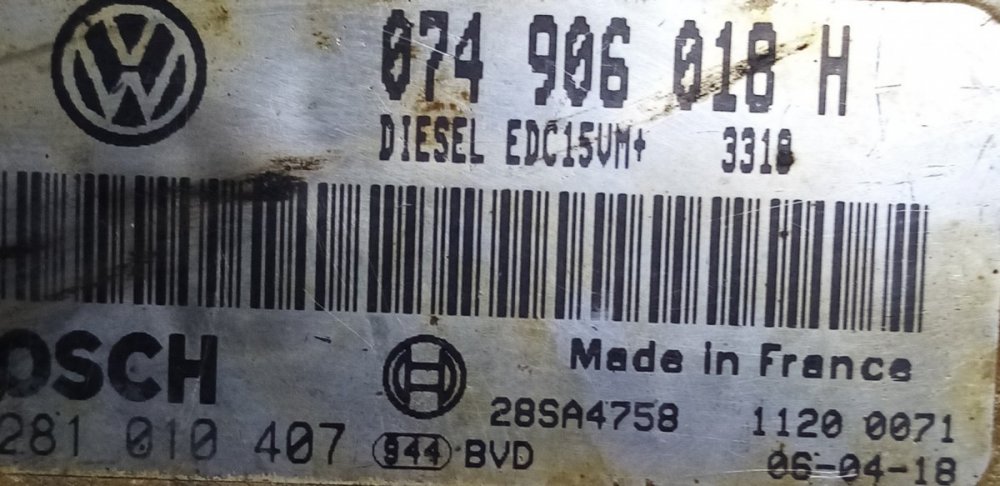 074 906 018 H
DIESEL EDC15VM+ 3318
OSCH
Made in France
28SA4758 1120 0071
281 010 407 944 BVD 06-04-18